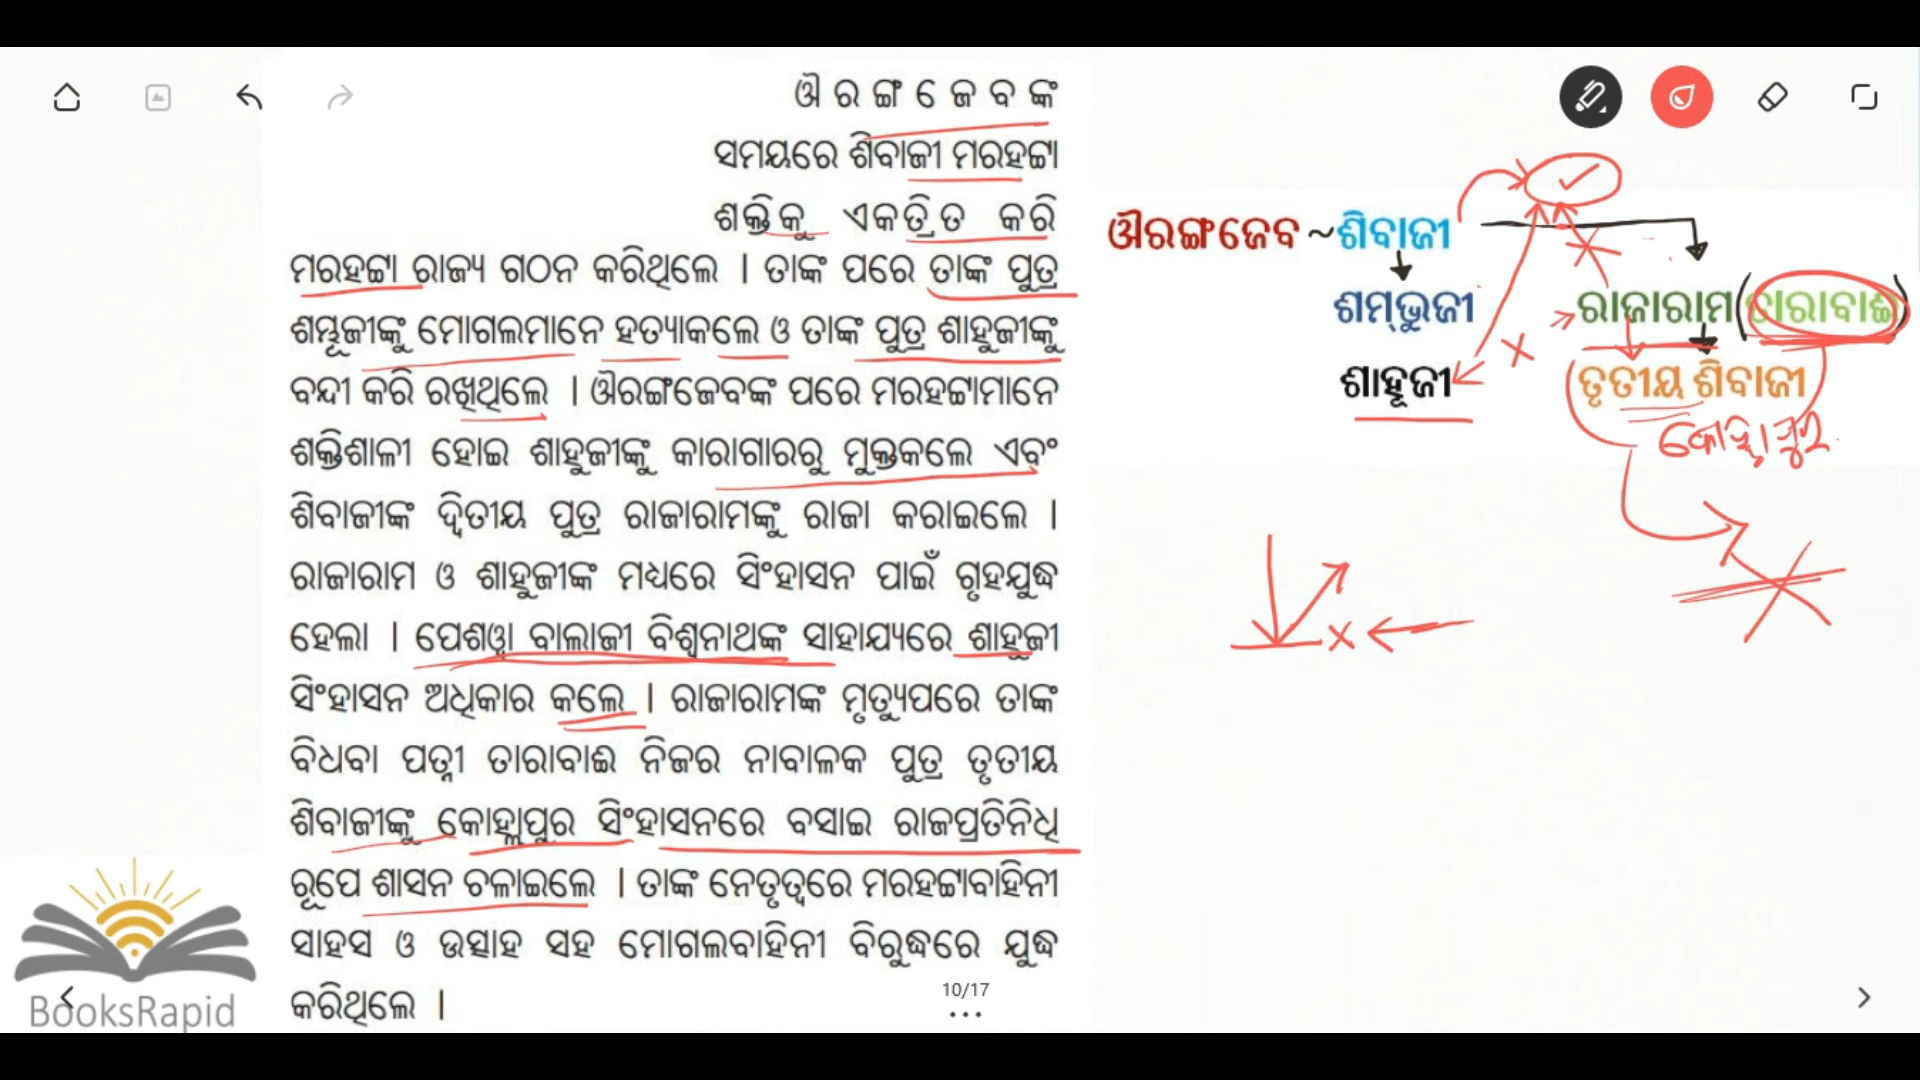 ଔରଙ୍ଗଜେବଙ୍କ
ସମୟରେ ଶିବାଜୀ ମରହଟ୍ଟା
ଶକ୍ତିକୁ ଏକତ୍ରିତ କରି
ମରହଟ୍ଟା ରାଜ୍ୟ ଗଠନ କରିଥିଲେ । ତାଙ୍କ ପରେ ତାଙ୍କ ପୁତ୍ର
ଶମ୍ଭୂଜୀଙ୍କୁ ମୋଗଲମାନେ ହତ୍ୟାକଲେ ଓ ତାଙ୍କ ପୁତ୍ର ଶାହୁଜୀଙ୍କୁ
ବନ୍ଦୀ କରି ରଖିଥିଲେ । ଔରଙ୍ଗଜେବଙ୍କ ପରେ ମରହଟ୍ଟାମାନେ
ଶକ୍ତିଶାଳୀ ହୋଇ ଶାହୁଜୀଙ୍କୁ କାରାଗାରରୁ ମୁକ୍ତକଲେ ଏବଂ
ଶିବାଜୀଙ୍କ ଦ୍ୱିତୀୟ ପୁତ୍ର ରାଜାରାମଙ୍କୁ ରାଜା କରାଇଲେ ।
ରାଜାରାମ ଓ ଶାହୁଜୀଙ୍କ ମଧ୍ୟରେ ସିଂହାସନ ପାଇଁ ଗୃହଯୁଦ୍ଧ
ହେଲା । ପେଶୱା ବାଲାଜୀ ବିଶ୍ୱନାଥଙ୍କ ସାହାଯ୍ୟରେ ଶାହୁଜୀ
ସିଂହାସନ ଅଧିକାର କଲେ । ରାଜାରାମଙ୍କ ମୃତ୍ୟୁପରେ ତାଙ୍କ
ବିଧବା ପତ୍ନୀ ତାରାବାଈ ନିଜର ନାବାଳକ ପୁତ୍ର ତୃତୀୟ
ଶିବାଜୀଙ୍କୁ କୋହ୍ଲାପୁର ସିଂହାସନରେ ବସାଇ ରାଜପ୍ରତିନିଧି
ରୂପେ ଶାସନ ଚଳାଇଲେ । ତାଙ୍କ ନେତୃତ୍ୱରେ ମରହଟ୍ଟାବାହିନୀ
ସାହସ ଓ ଉତ୍ସାହ ସହ ମୋଗଲବାହିନୀ ବିରୁଦ୍ଧରେ ଯୁଦ୍ଧ
କରିଥିଲେ ।
ଔରଙ୍ଗଜେବ ~ ଶିବାଜୀ
ଶମ୍ଭୁଜୀ ରାଜାରାମ (ତାରାବାଈ)
ଶାହୂଜୀ ତୃତୀୟ ଶିବାଜୀ
କୋହ୍ଲାପୁର
BooksRapid
10/17